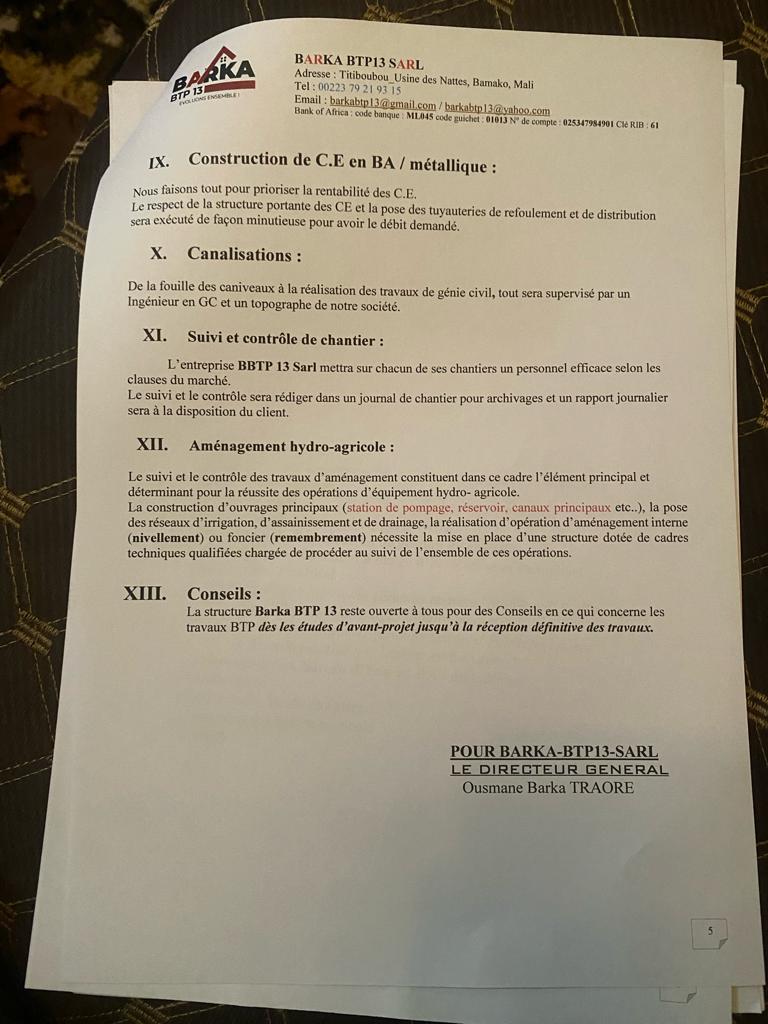 BARKA
BTP 13
EVOLUONS ENSEMBLE !
BARKA BTP13 SARL
Adresse : Titiboubou_Usine des Nattes, Bamako, Mali
Tel : 00223 79 21 93 15
Email : barkabtp13@gmail.com / barkabtp13@yahoo.com
Bank of Africa : code banque : ML045 code guichet : 01013 N° de compte : 025347984901 Clé RIB : 61
IX. Construction de C.E en BA / métallique :
Nous faisons tout pour prioriser la rentabilité des C.E.
Le respect de la structure portante des CE et la pose des tuyauteries de refoulement et de distribution
sera exécuté de façon minutieuse pour avoir le débit demandé.
X. Canalisations :
De la fouille des caniveaux à la réalisation des travaux de génie civil, tout sera supervisé par un
Ingénieur en GC et un topographe de notre société.
XI. Suivi et contrôle de chantier :
L'entreprise BBTP 13 Sarl mettra sur chacun de ses chantiers un personnel efficace selon les
clauses du marché.
Le suivi et le contrôle sera rédiger dans un journal de chantier pour archivages et un rapport journalier
sera à la disposition du client.
XII. Aménagement hydro-agricole :
Le suivi et le contrôle des travaux d'aménagement constituent dans ce cadre l'élément principal et
déterminant pour la réussite des opérations d'équipement hydro- agricole.
La construction d'ouvrages principaux (station de pompage, réservoir, canaux principaux etc..), la pose
des réseaux d'irrigation, d'assainissement et de drainage, la réalisation d'opération d'aménagement interne
(nivellement) ou foncier (remembrement) nécessite la mise en place d'une structure dotée de cadres
techniques qualifiées chargée de procéder au suivi de l'ensemble de ces opérations.
XIII. Conseils :
La structure Barka BTP 13 reste ouverte à tous pour des Conseils en ce qui concerne les
travaux BTP dès les études d'avant-projet jusqu'à la réception définitive des travaux.
POUR BARKA-BTP13-SARL
LE DIRECTEUR GENERAL
Ousmane Barka TRAORE
5